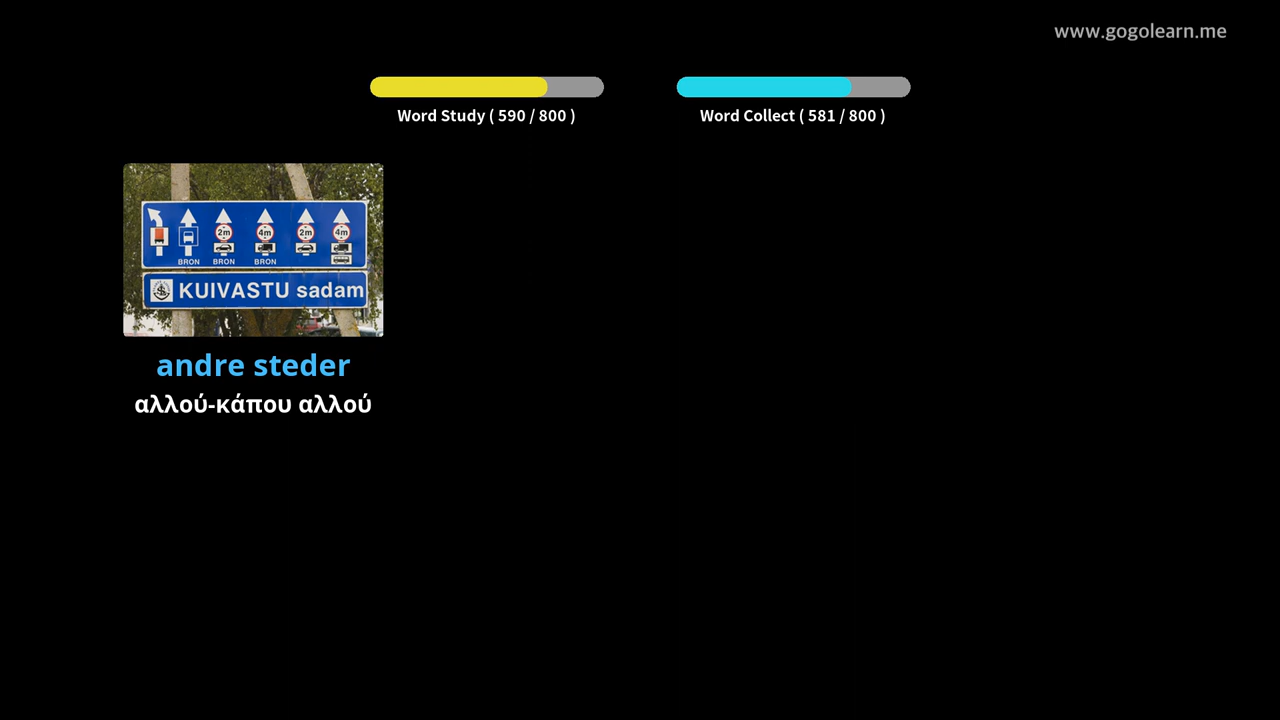 www.gogolearn.me
Word Study ( 590 / 800 )
Word Collect ( 581 / 800 )
2m 4m 2m 4m
BRON BRON BRON
KUIVASTU sadam
andre steder
αλλού-κάπου αλλού